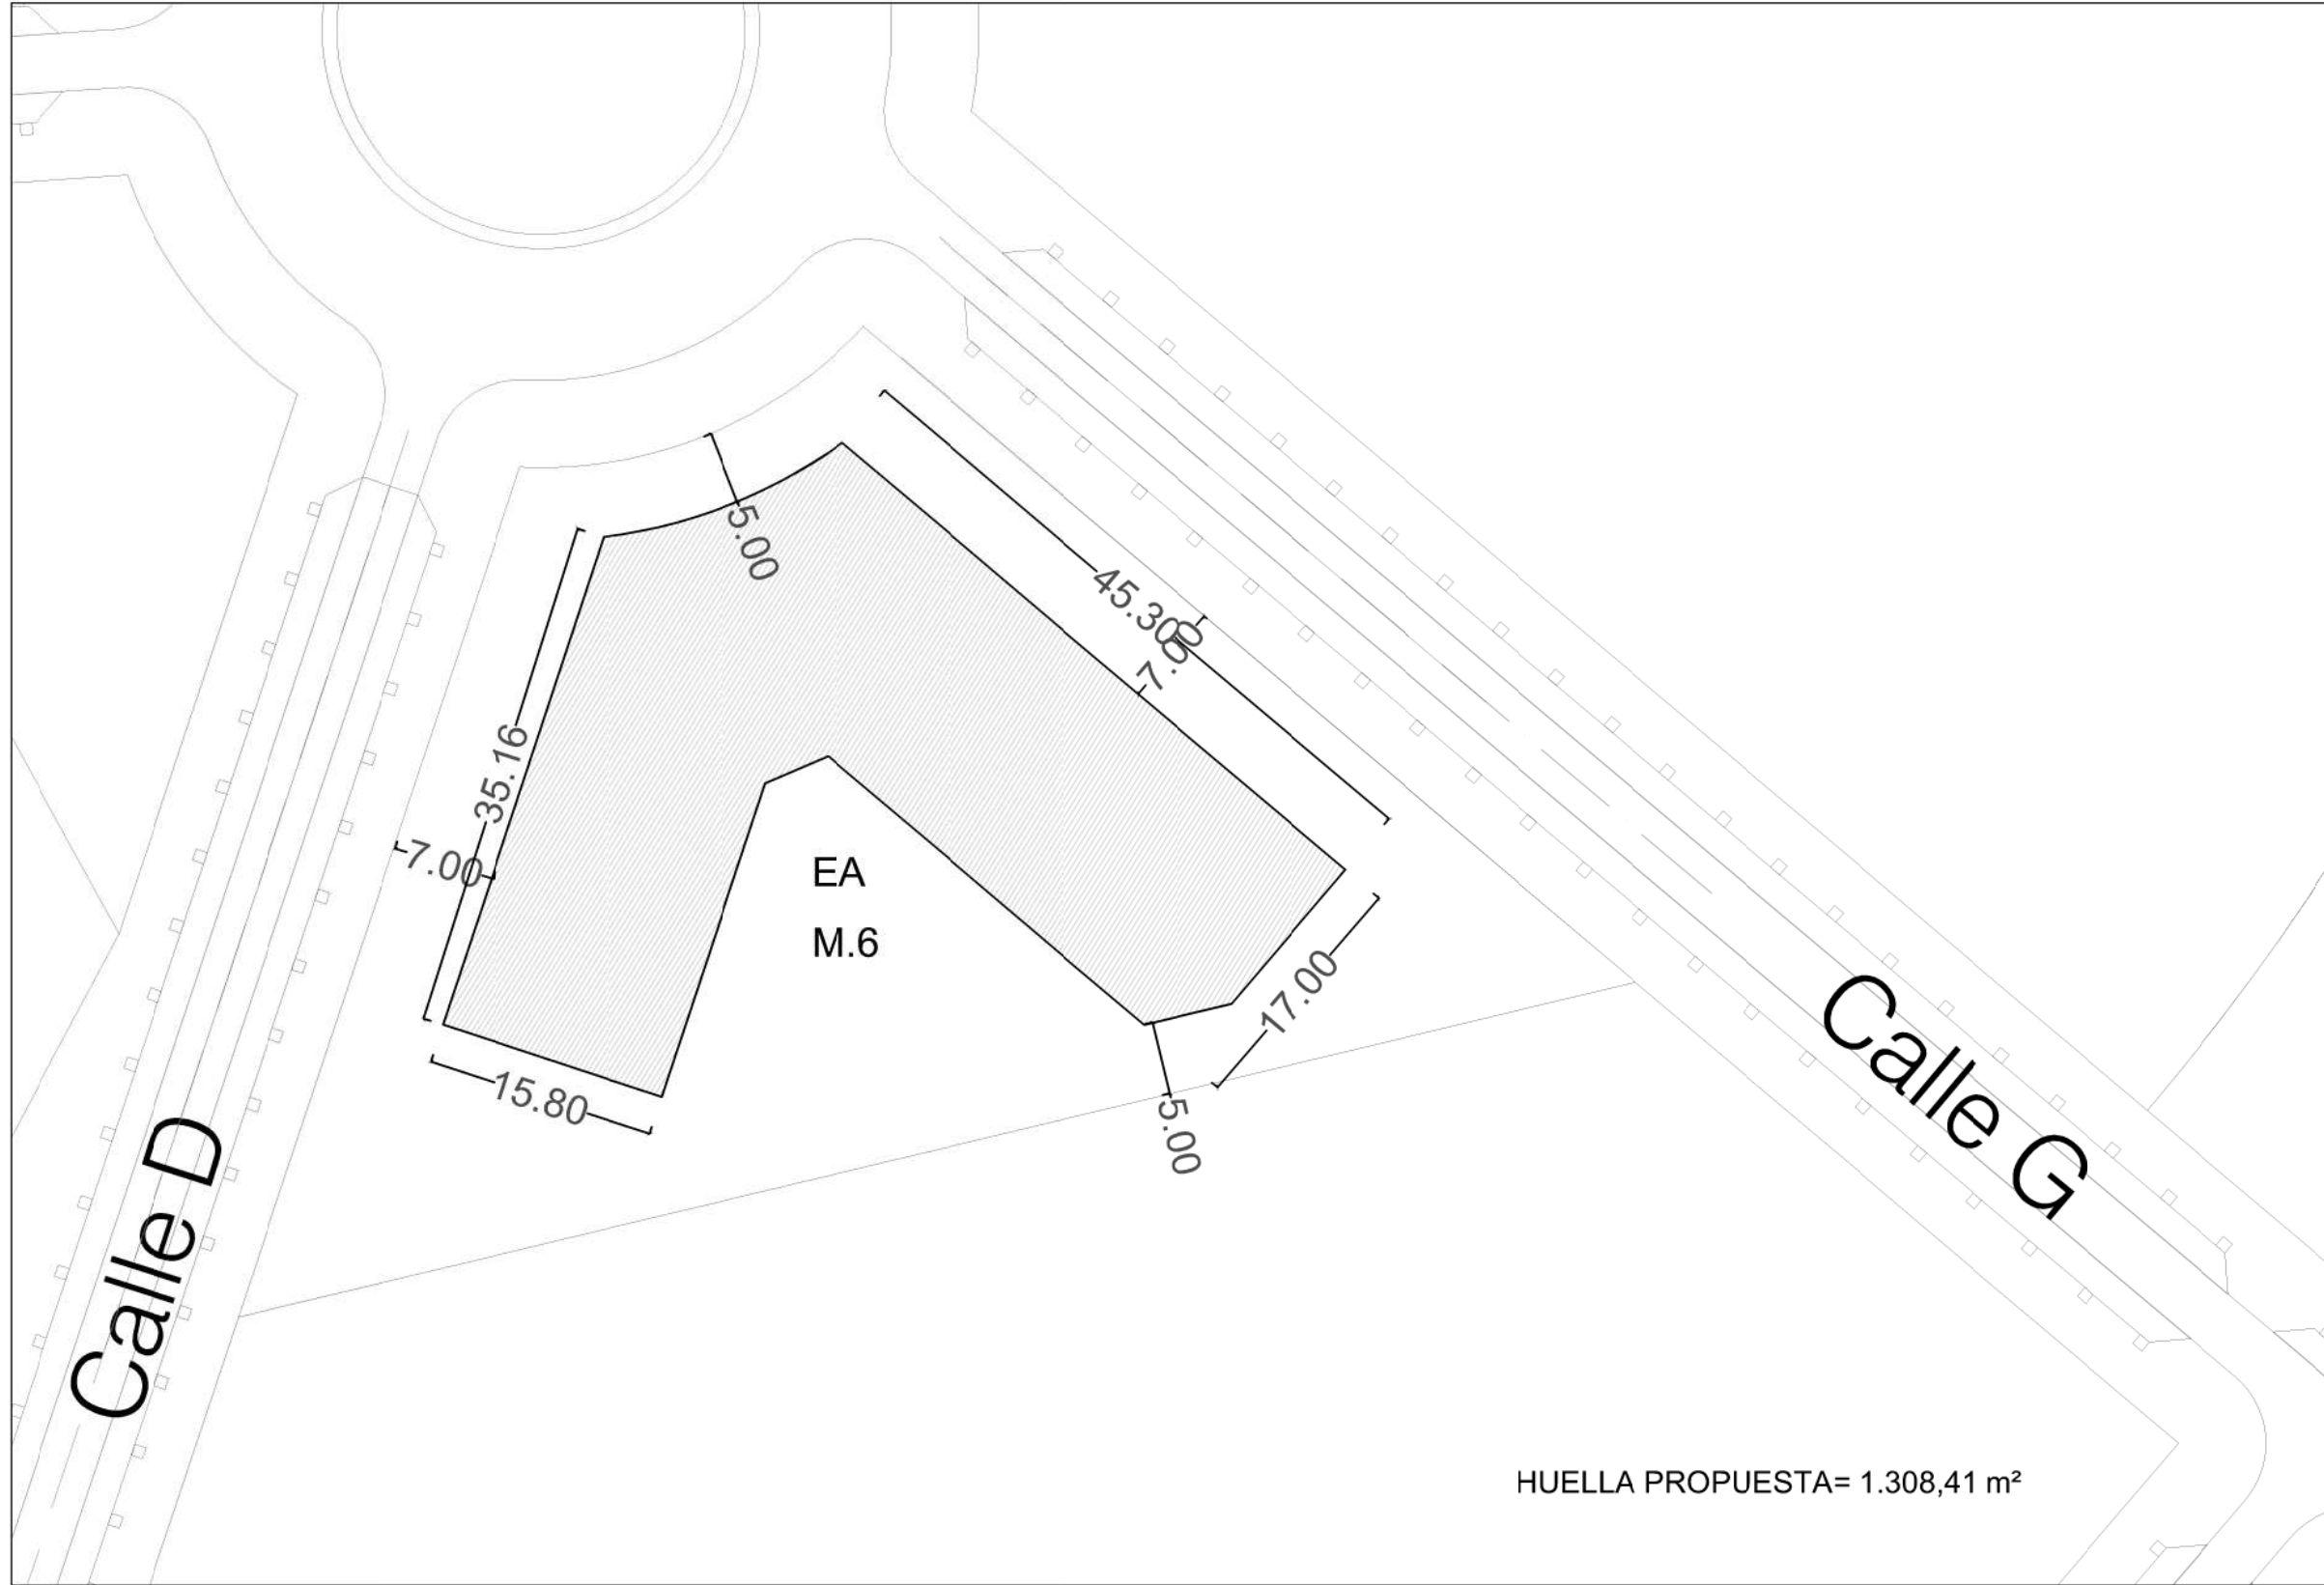 5.00
45.30
7.00
35.16
7.00
EA
M.6
17.00
15.80
5.00
Calle D
Calle G
HUELLA PROPUESTA= 1.308,41 m²